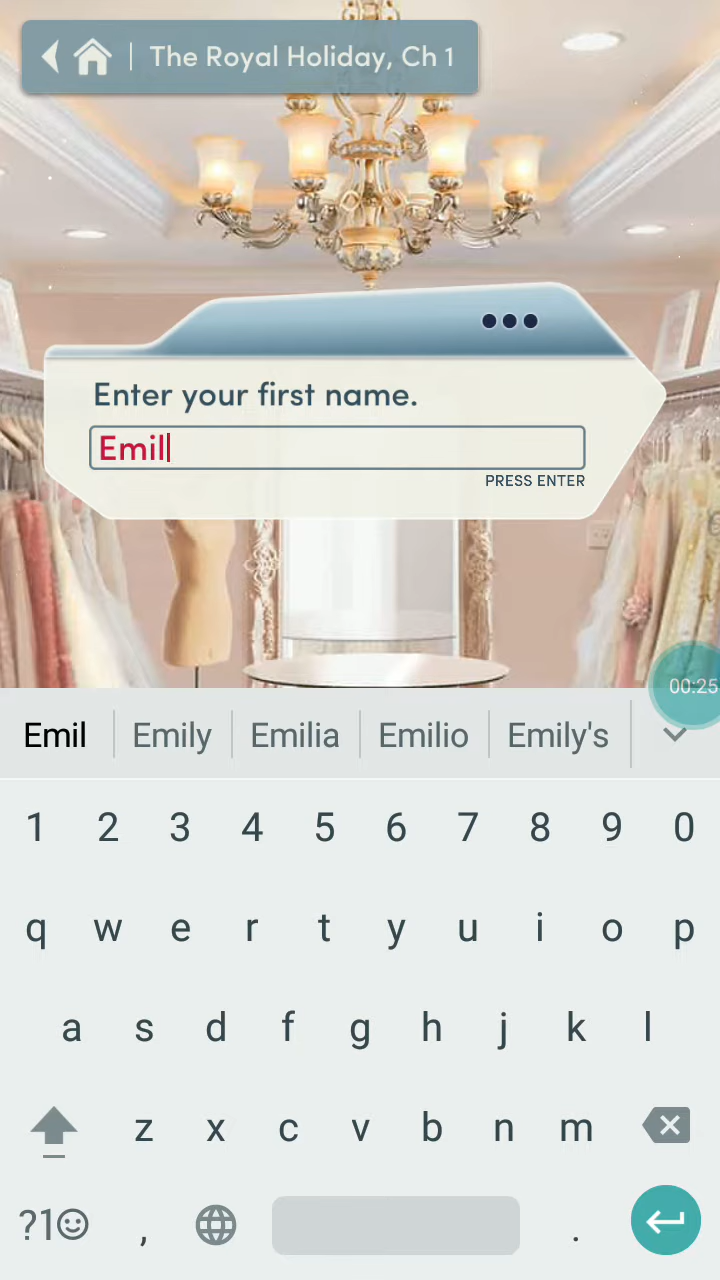 The Royal Holiday, Ch 1
Enter your first name.
Emil
PRESS ENTER
00:25
Emil Emily Emilia Emilio Emily's
1 2 3 4 5 6 7 8 9 0
q w e r t y u i o p
a s d f g h j k l
z x c v b n m
?1 , .